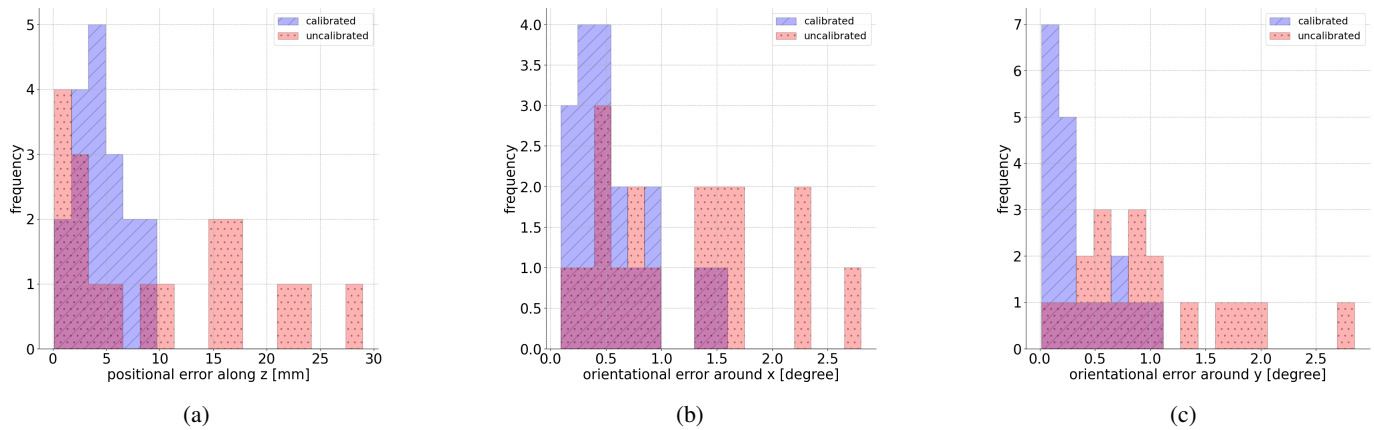 calibrated
uncalibrated
frequency
5
4
3
2
1
0
0 5 10 15 20 25 30
positional error along z [mm]
(a)
calibrated
uncalibrated
frequency
4.0
3.5
3.0
2.5
2.0
1.5
1.0
0.5
0.0
0.0 0.5 1.0 1.5 2.0 2.5
orientational error around x [degree]
(b)
calibrated
uncalibrated
frequency
7
6
5
4
3
2
1
0
0.0 0.5 1.0 1.5 2.0 2.5
orientational error around y [degree]
(c)